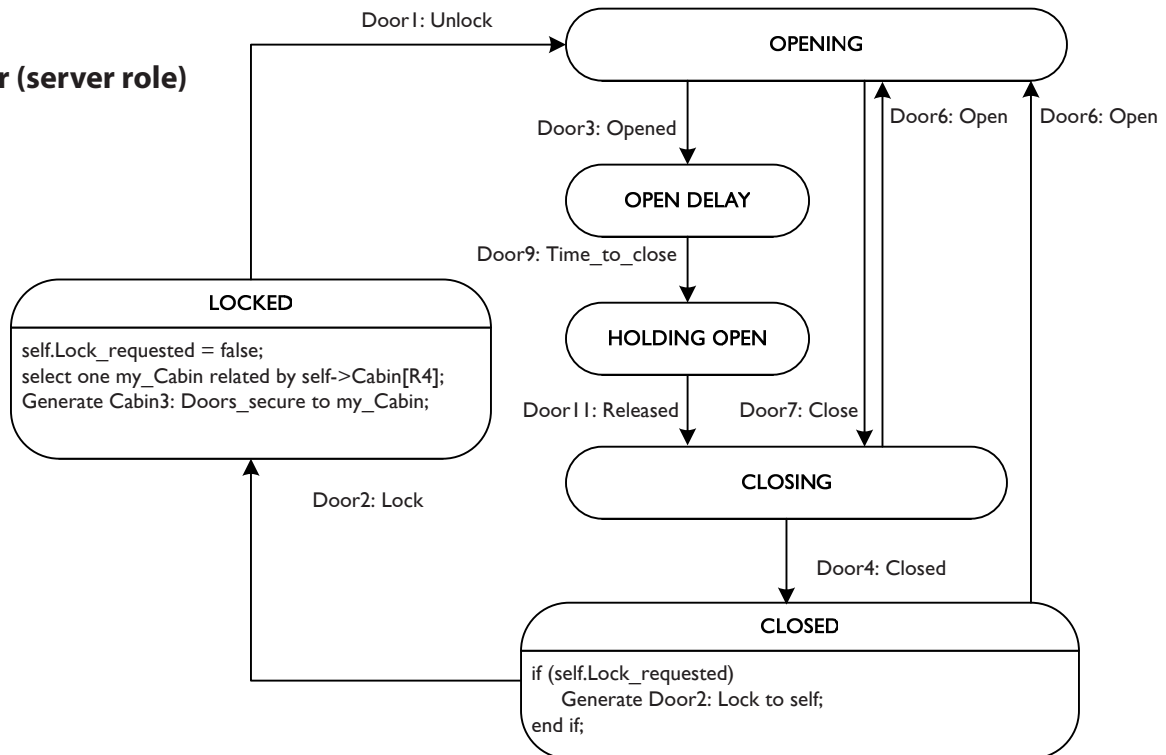 Door1: Unlock
OPENING
r (server role)
Door3: Opened
Door6: Open
Door6: Open
OPEN DELAY
Door9: Time_to_close
LOCKED
HOLDING OPEN
self.Lock_requested = false;
select one my_Cabin related by self->Cabin[R4];
Generate Cabin3: Doors_secure to my_Cabin;
Door11: Released
Door7: Close
CLOSING
Door2: Lock
Door4: Closed
CLOSED
if (self.Lock_requested)
Generate Door2: Lock to self;
end if;